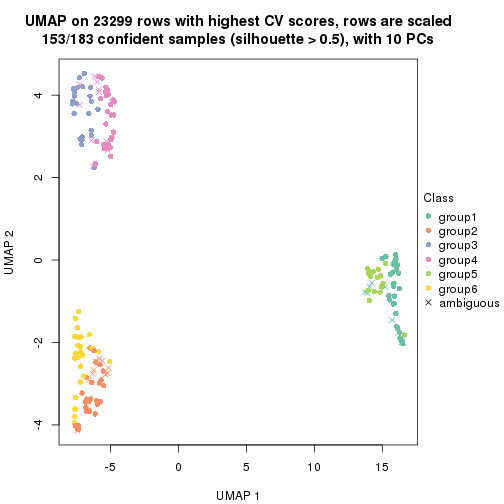 UMAP on 23299 rows with highest CV scores, rows are scaled
153/183 confident samples (silhouette > 0.5), with 10 PCs
4
2
0
-2
-4
UMAP 2
-5
0
5
10
15
UMAP 1
Class
group1
group2
group3
group4
group5
group6
ambiguous